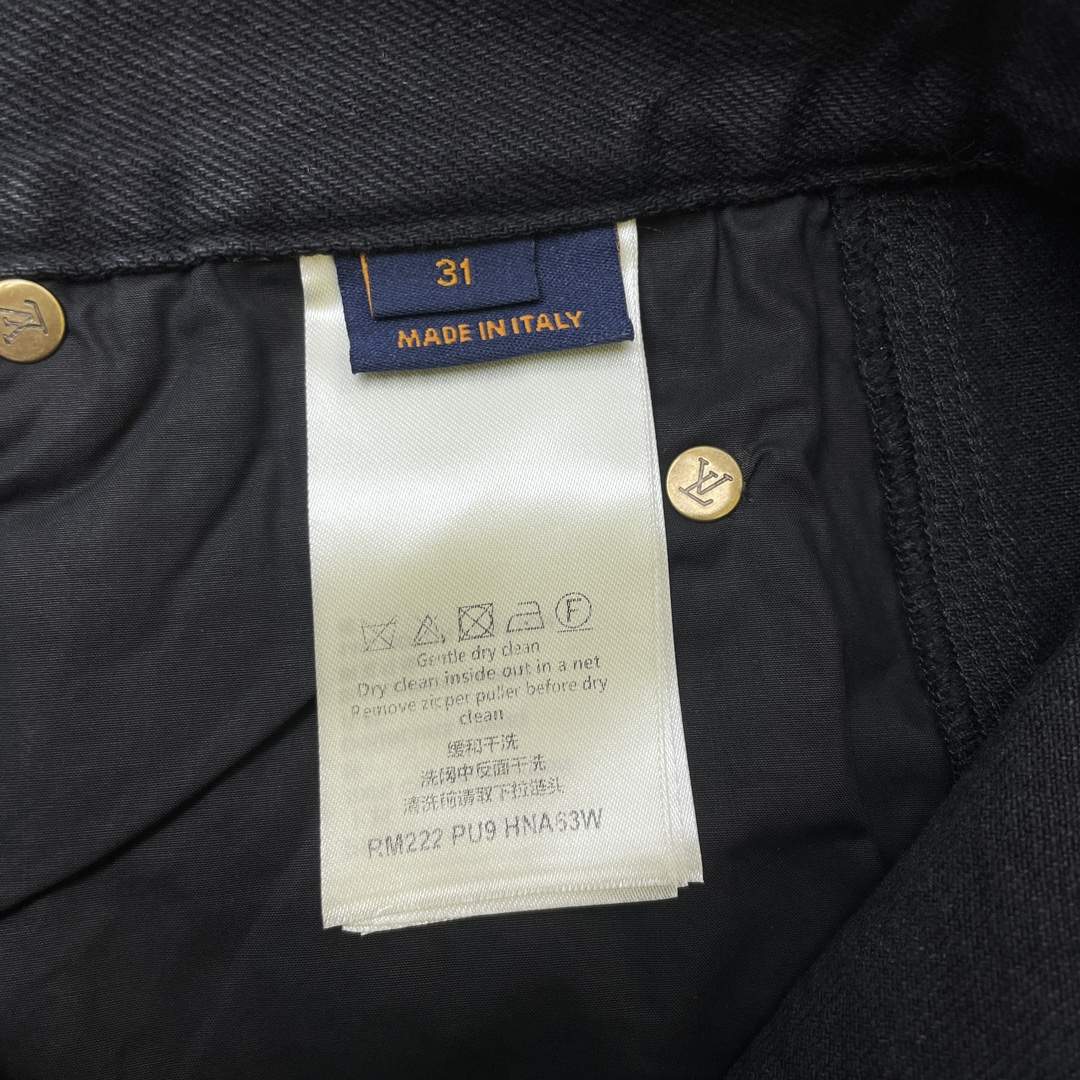 31
MADE IN ITALY
LV
LV
F
Gentle dry clean
Dry clean inside out in a net
Remove zipper puller before dry
clean
缓和干洗
洗网中反面干洗
清洗前请取下拉链头
RM222 PU9 HNA63W